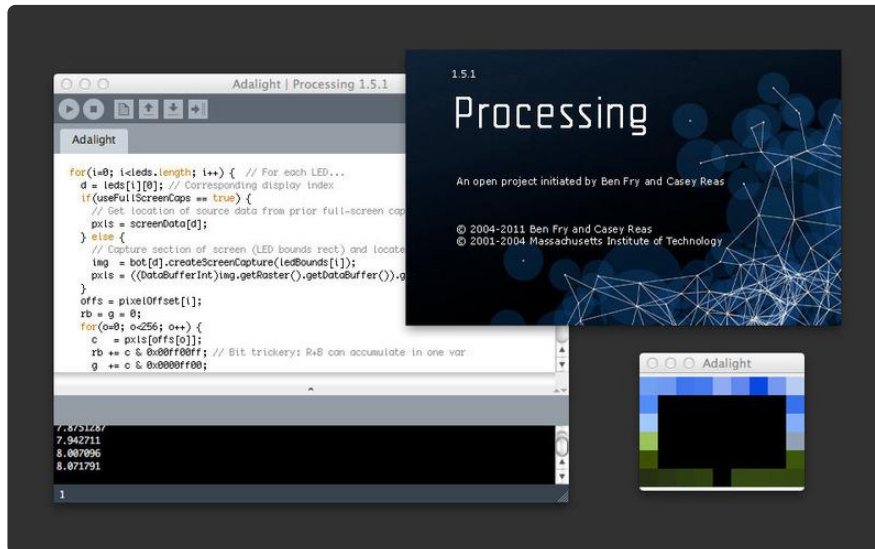 Adalight | Processing 1.5.1
Adalight
for(i=0; i<leds.length; i++) { // For each LED...
d = leds[i][0]; // Corresponding display index
if(useFullScreenCaps == true) {
// Get location of source data from prior full-screen cap
pxls = screenData[d];
} else {
// Capture section of screen (LED bounds rect) and locate
img = bot[d].createScreenCapture(ledBounds[i]);
pxls = ((DataBufferInt)img.getRaster().getDataBuffer()).g
}
offs = pixelOffset[i];
rb = g = 0;
for(o=0; o<256; o++) {
c = pxls[offs[o]];
rb += c & 0x00ff00ff; // Bit trickery: R+B can accumulate in one var
g += c & 0x0000ff00;
7.8751287
7.942711
8.007096
8.071791
1
1.5.1
Processing
An open project initiated by Ben Fry and Casey Reas
© 2004-2011 Ben Fry and Casey Reas
© 2001-2004 Massachusetts Institute of Technology
Adalight